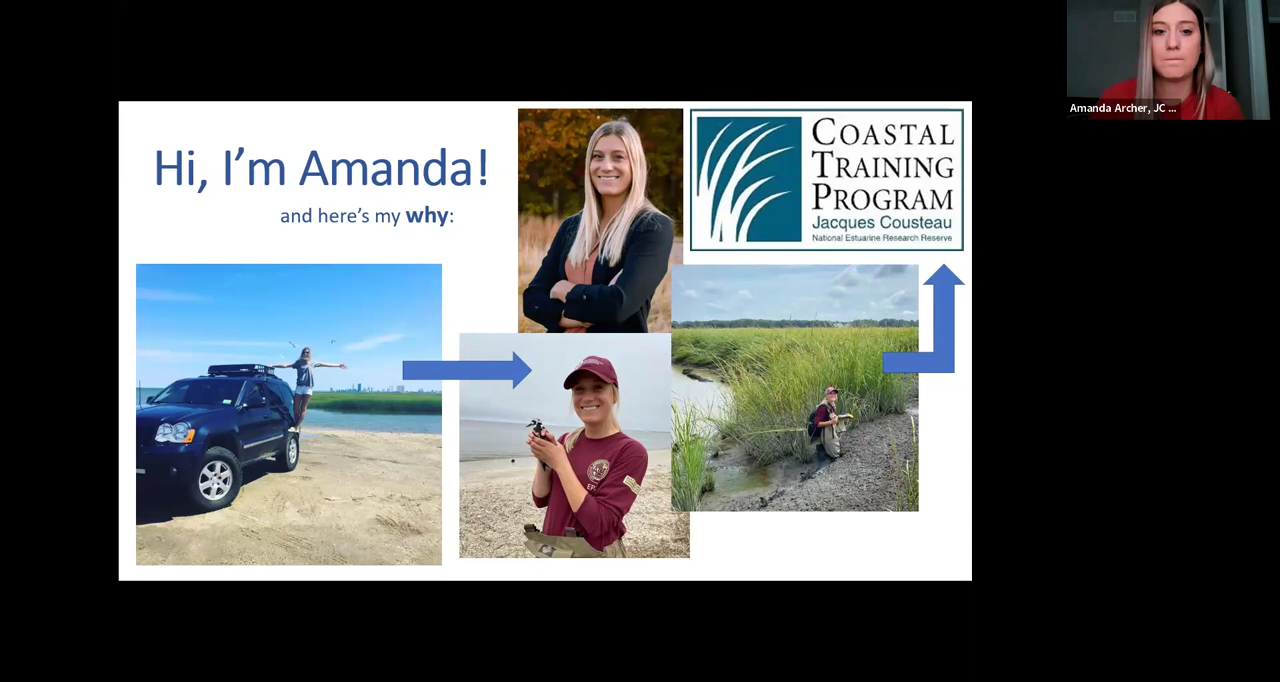 Amanda Archer, JC ...
Hi, I'm Amanda!
and here's my why:
COASTAL
TRAINING
PROGRAM
Jacques Cousteau
National Estuarine Research Reserve